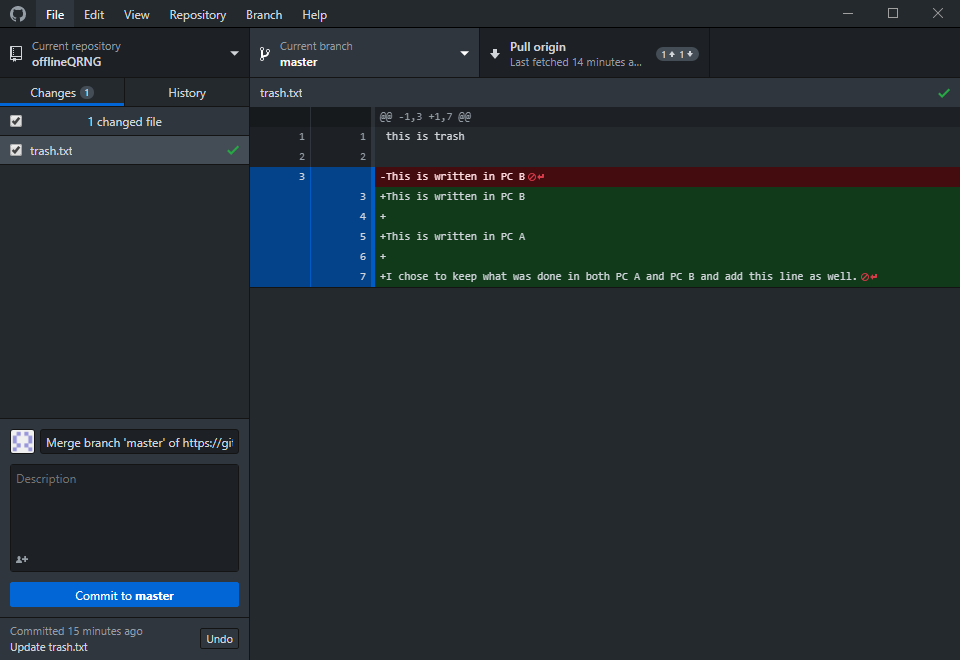 File Edit View Repository Branch Help
Current repository
offlineQRNG
Current branch
master
Pull origin
Last fetched 14 minutes a...
1 1
Changes 1 History
trash.txt
1 changed file
trash.txt
@@ -1,3 +1,7 @@
1 1 this is trash
2 2
3 -This is written in PC B
3 +This is written in PC B
4 +
5 +This is written in PC A
6 +
7 +I chose to keep what was done in both PC A and PC B and add this line as well.
Merge branch 'master' of https://git
Description
Commit to master
Committed 15 minutes ago
Update trash.txt
Undo